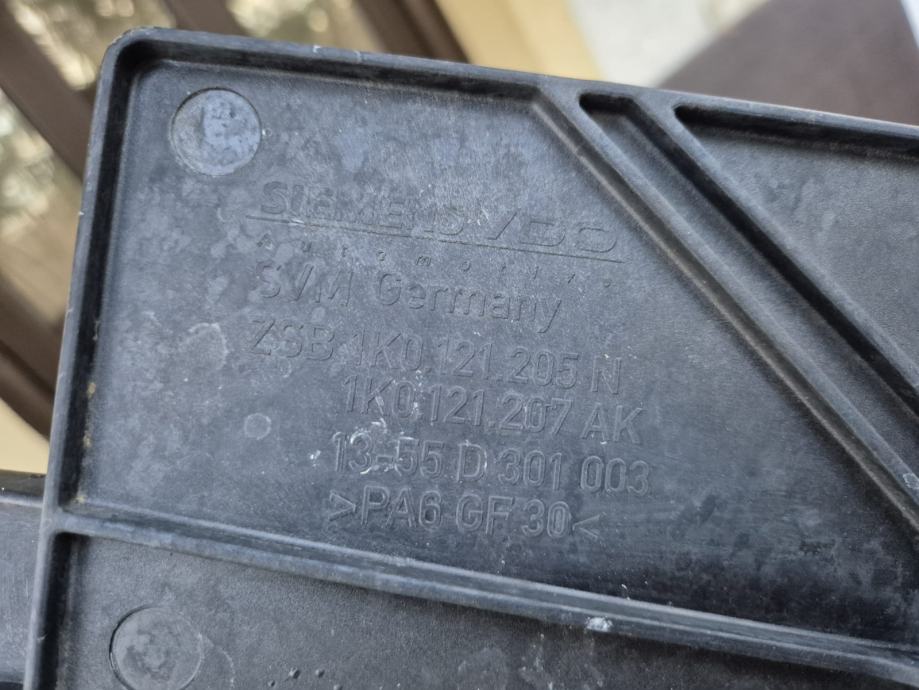 SIEMENS VDO
Automotive
SVM Germany
ZSB 1K0.121.205 N
1K0.121.207 AK
13-55 D 301 003
>PA6 GF 30<